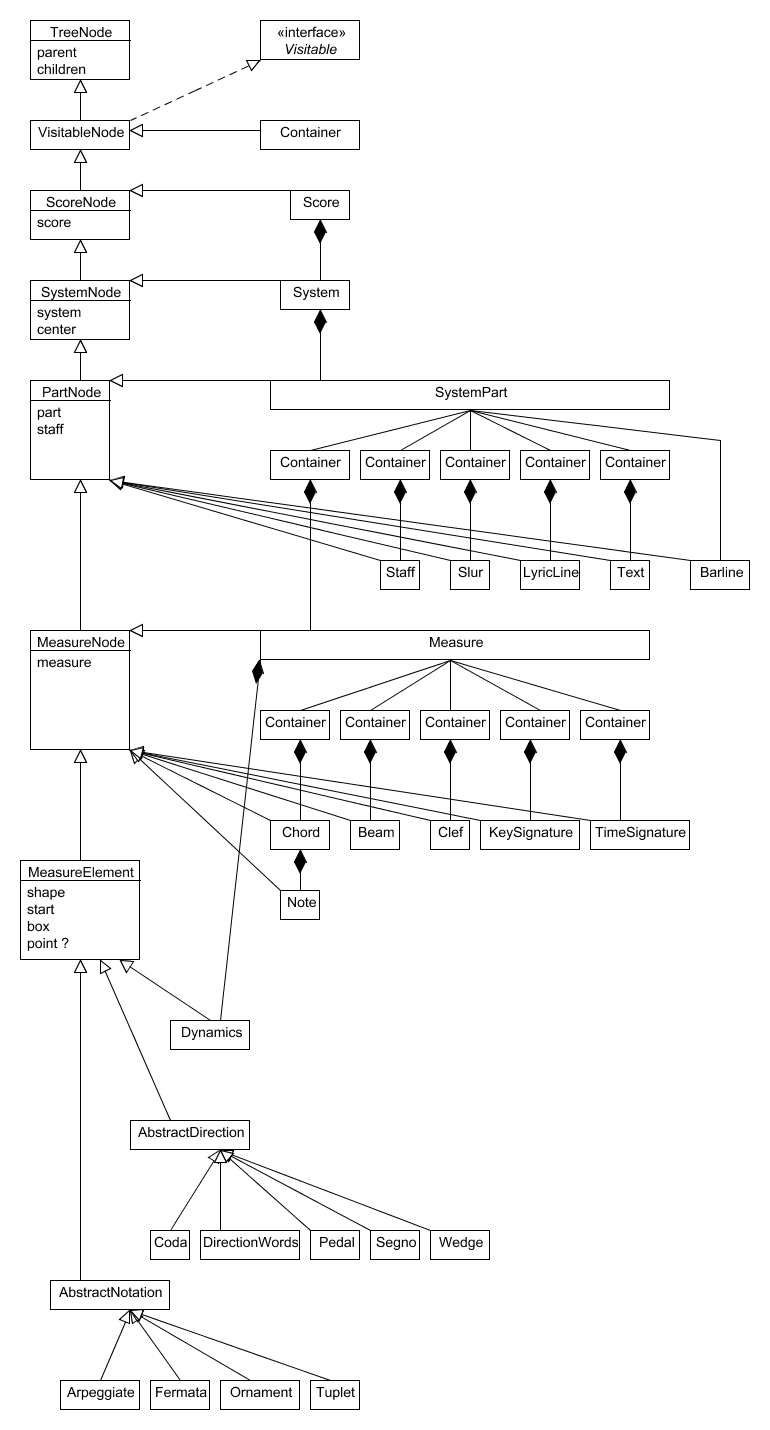 TreeNode
parent
children
«interface»
Visitable
VisitableNode
Container
ScoreNode
score
Score
SystemNode
system
center
System
PartNode
part
staff
SystemPart
Container
Container
Container
Container
Container
Staff
Slur
LyricLine
Text
Barline
MeasureNode
measure
Measure
Container
Container
Container
Container
Container
Chord
Beam
Clef
KeySignature
TimeSignature
MeasureElement
shape
start
box
point ?
Note
Dynamics
AbstractDirection
Coda
DirectionWords
Pedal
Segno
Wedge
AbstractNotation
Arpeggiate
Fermata
Ornament
Tuplet